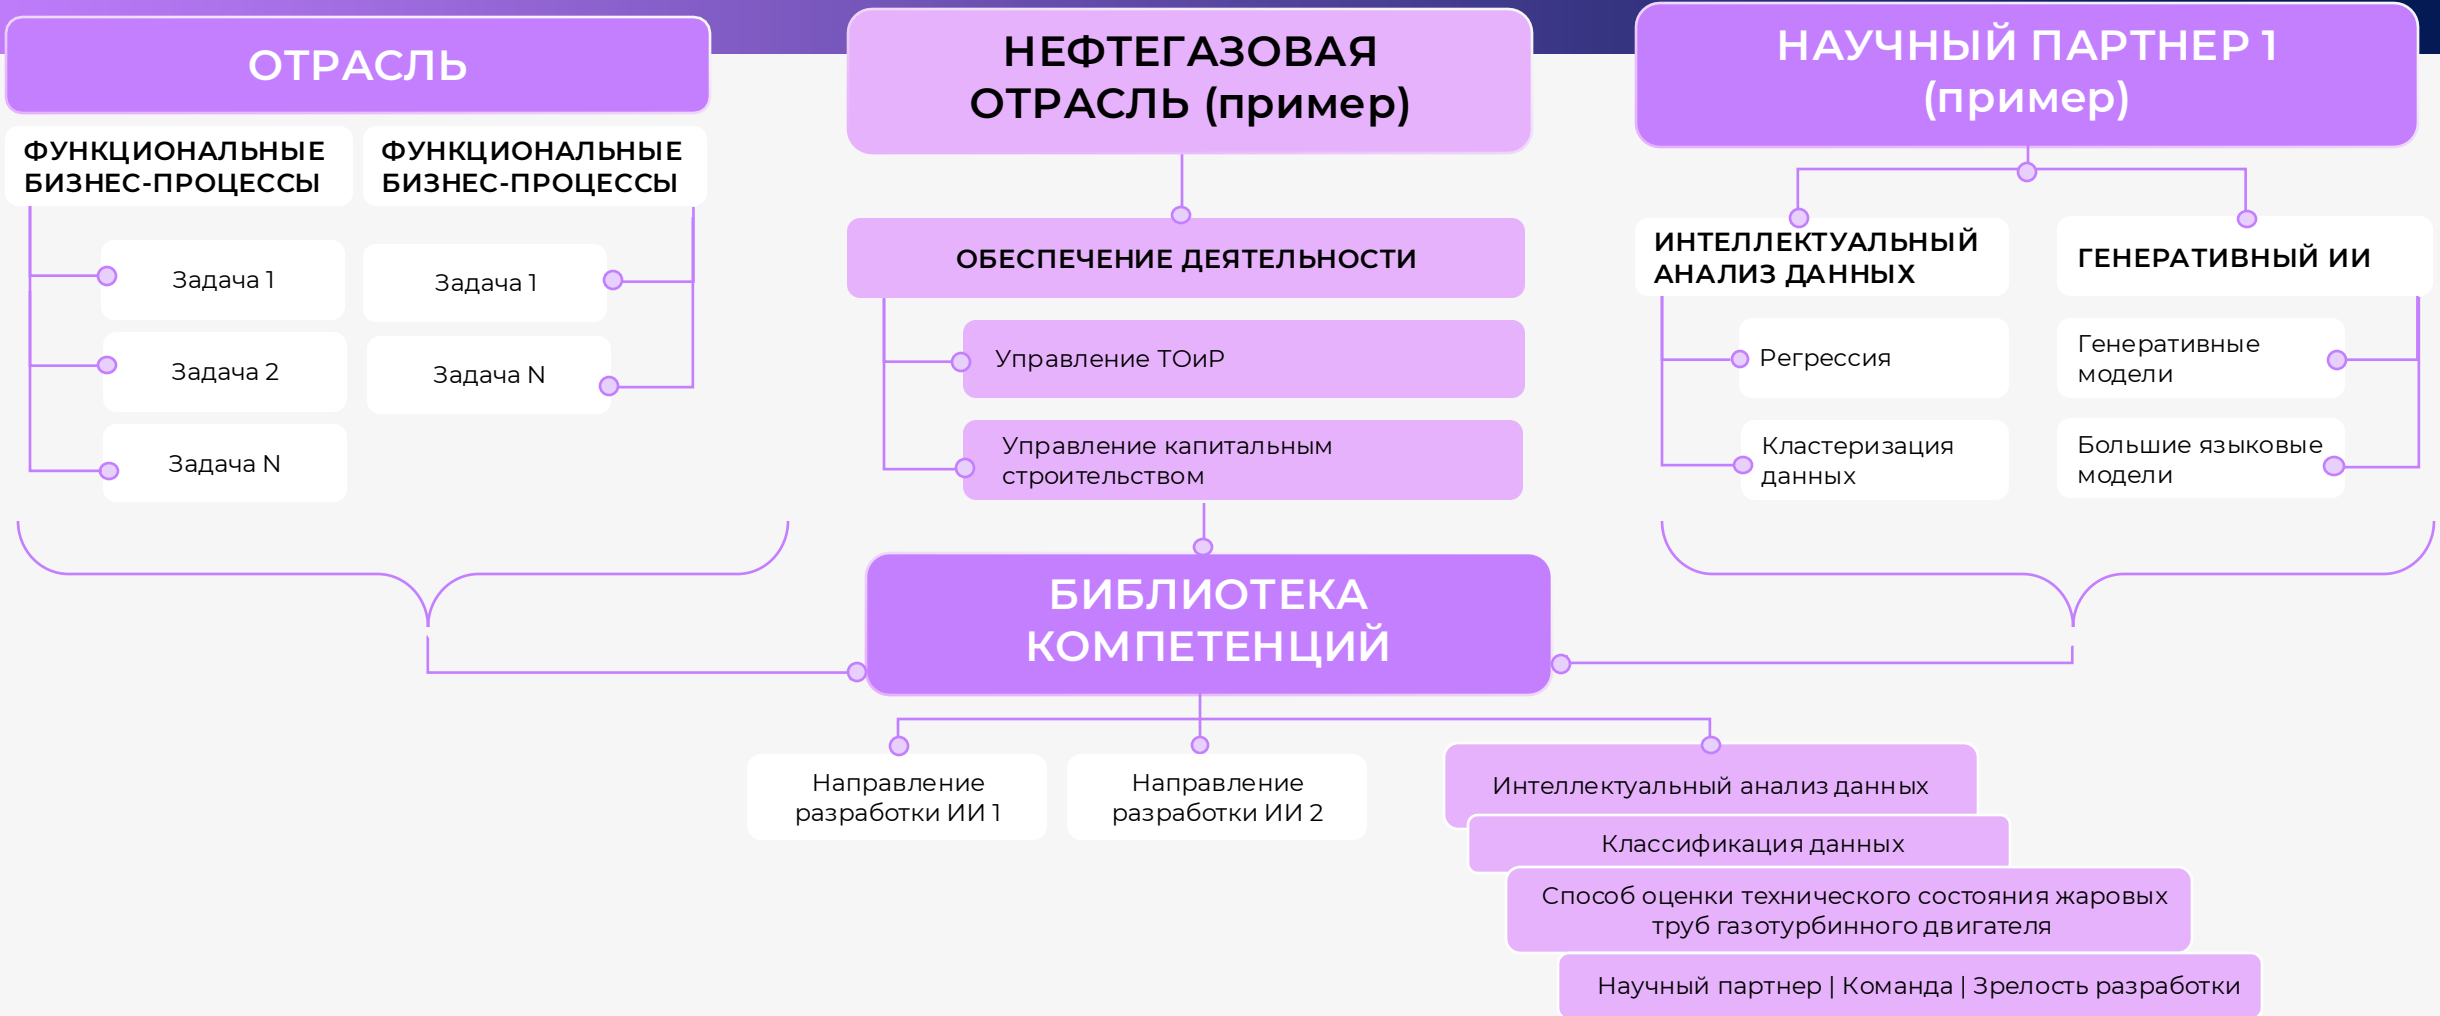 ОТРАСЛЬ
ФУНКЦИОНАЛЬНЫЕ
БИЗНЕС-ПРОЦЕССЫ
Задача 1
Задача 2
Задача N
ФУНКЦИОНАЛЬНЫЕ
БИЗНЕС-ПРОЦЕССЫ
Задача 1
Задача N
НЕФТЕГАЗОВАЯ
ОТРАСЛЬ (пример)
ОБЕСПЕЧЕНИЕ ДЕЯТЕЛЬНОСТИ
Управление ТОиР
Управление капитальным
строительством
НАУЧНЫЙ ПАРТНЕР 1
(пример)
ИНТЕЛЛЕКТУАЛЬНЫЙ
АНАЛИЗ ДАННЫХ
Регрессия
Кластеризация
данных
ГЕНЕРАТИВНЫЙ ИИ
Генеративные
модели
Большие языковые
модели
БИБЛИОТЕКА
КОМПЕТЕНЦИЙ
Направление
разработки ИИ 1
Направление
разработки ИИ 2
Интеллектуальный анализ данных
Классификация данных
Способ оценки технического состояния жаровых
труб газотурбинного двигателя
Научный партнер | Команда | Зрелость разработки